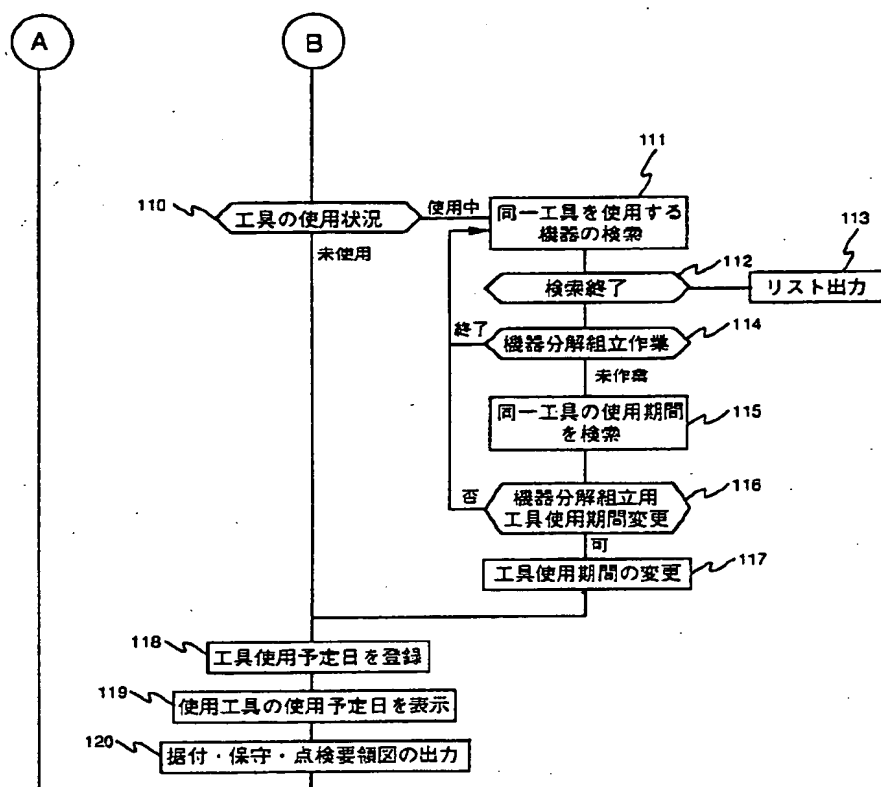 A
B
111
110
工具の使用状況
使用中
同一工具を使用する
機器の検索
未使用
112
113
検索終了
リスト出力
終了
114
機器分解組立作業
未作業
同一工具の使用期間
を検索
115
否
機器分解組立用
工具使用期間変更
116
可
工具使用期間の変更
117
118
工具使用予定日を登録
119
使用工具の使用予定日を表示
120
据付・保守・点検要領図の出力